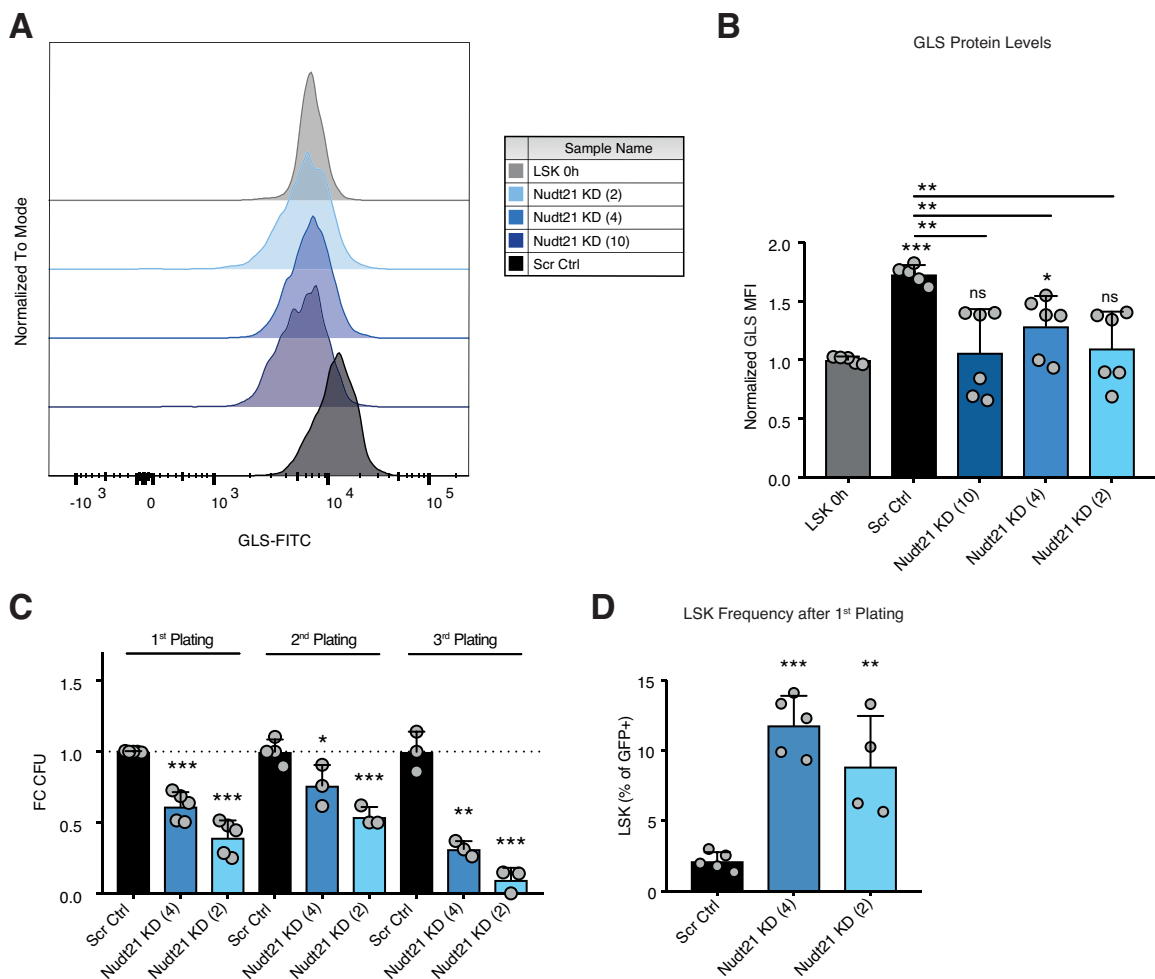 A
Normalized To Mode
-10 3 0 10 3 10 4 10 5
GLS-FITC
Sample Name
LSK 0h
Nudt21 KD (2)
Nudt21 KD (4)
Nudt21 KD (10)
Scr Ctrl
B
GLS Protein Levels
**
**
**
***
ns
*
ns
Normalized GLS MFI
2.0
1.5
1.0
0.5
0.0
LSK 0h
Scr Ctrl
Nudt21 KD (10)
Nudt21 KD (4)
Nudt21 KD (2)
C
1st Plating
2nd Plating
3rd Plating
FC CFU
1.5
1.0
0.5
0.0
***
***
*
***
**
***
Scr Ctrl
Nudt21 KD (4)
Nudt21 KD (2)
Scr Ctrl
Nudt21 KD (4)
Nudt21 KD (2)
Scr Ctrl
Nudt21 KD (4)
Nudt21 KD (2)
D
LSK Frequency after 1st Plating
***
**
LSK (% of GFP+)
15
10
5
0
Scr Ctrl
Nudt21 KD (4)
Nudt21 KD (2)